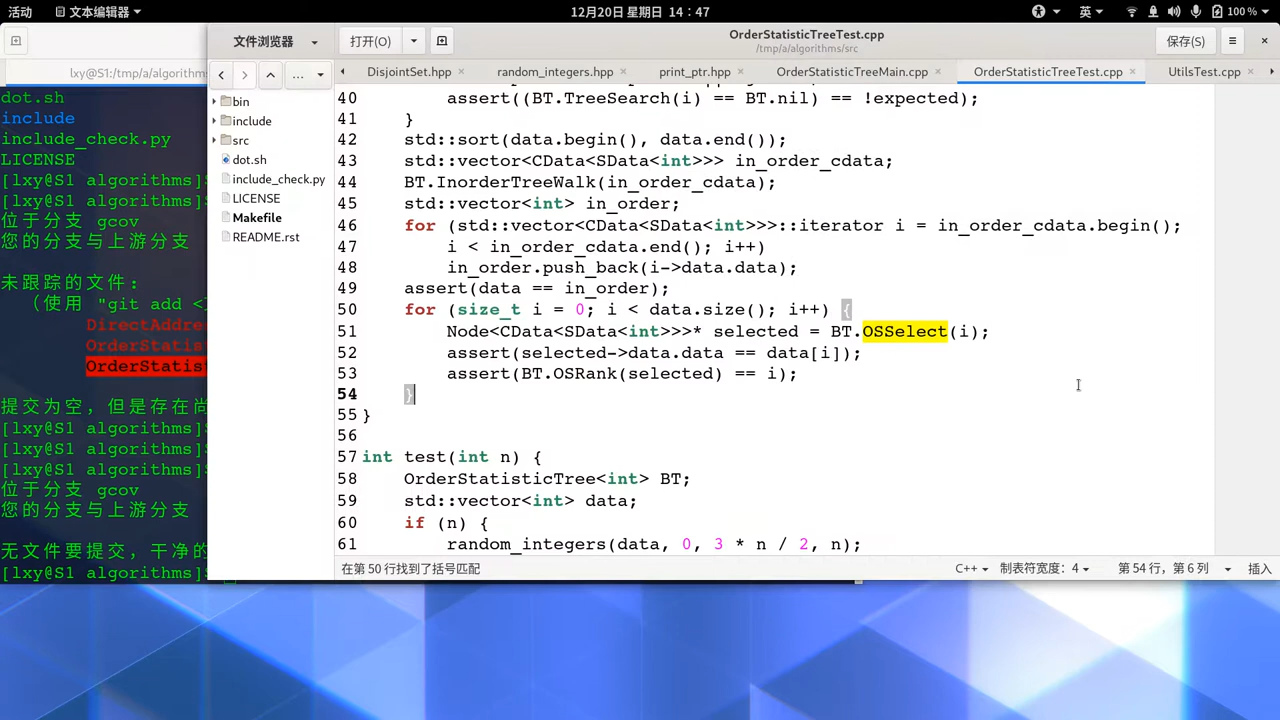 活动 文本编辑器 12月20日 星期日 14：47 英 100 %
文件浏览器 打开(O) OrderStatisticTreeTest.cpp
/tmp/a/algorithms/src 保存(S)
lxy@S1:/tmp/a/algorithms
DisjointSet.hpp random_integers.hpp print_ptr.hpp OrderStatisticTreeMain.cpp OrderStatisticTreeTest.cpp UtilsTest.cpp
dot.sh
include
include_check.py
LICENSE
[lxy@S1 algorithms]
[lxy@S1 algorithms]
位于分支 gcov
您的分支与上游分支
未跟踪的文件:
（使用 "git add <
DirectAddre
OrderStatis
OrderStatist
提交为空，但是存在尚
[lxy@S1 algorithms]
[lxy@S1 algorithms]
[lxy@S1 algorithms]
位于分支 gcov
您的分支与上游分支
无文件要提交，干净的
[lxy@S1 algorithms]
...
bin
include
src
dot.sh
include_check.py
LICENSE
Makefile
README.rst
40 assert((BT.TreeSearch(i) == BT.nil) == !expected);
41 }
42 std::sort(data.begin(), data.end());
43 std::vector<CData<SData<int>>> in_order_cdata;
44 BT.InorderTreeWalk(in_order_cdata);
45 std::vector<int> in_order;
46 for (std::vector<CData<SData<int>>>::iterator i = in_order_cdata.begin();
47 i < in_order_cdata.end(); i++)
48 in_order.push_back(i->data.data);
49 assert(data == in_order);
50 for (size_t i = 0; i < data.size(); i++) {
51 Node<CData<SData<int>>>* selected = BT.OSSelect(i);
52 assert(selected->data.data == data[i]);
53 assert(BT.OSRank(selected) == i);
54 }
55 }
56
57 int test(int n) {
58 OrderStatisticTree<int> BT;
59 std::vector<int> data;
60 if (n) {
61 random_integers(data, 0, 3 * n / 2, n);
在第 50 行找到了括号匹配 C++ 制表符宽度：4 第 54 行，第 6 列 插入